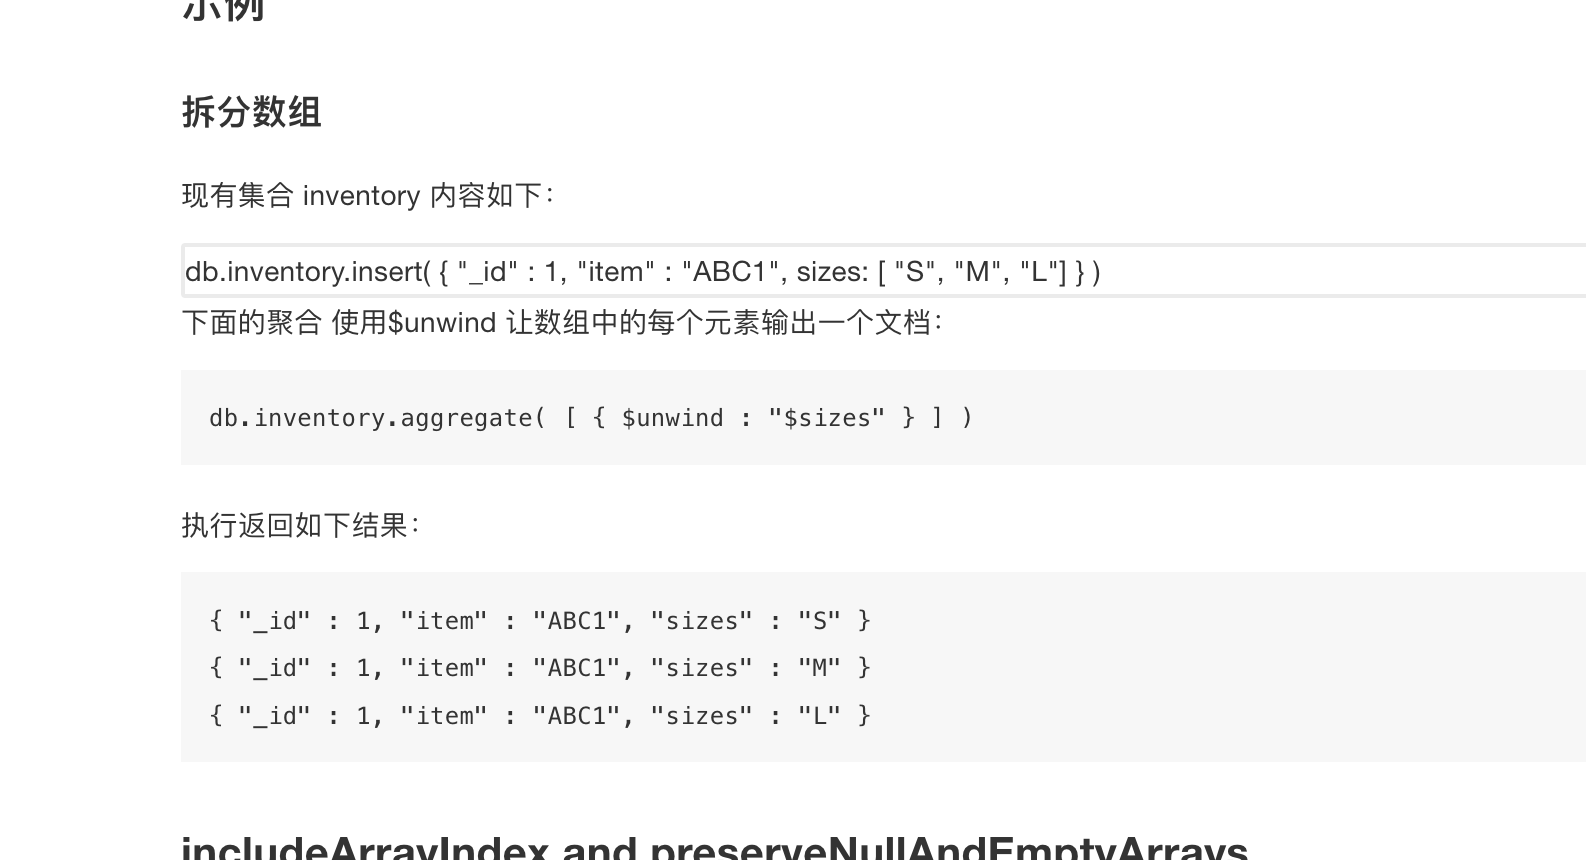 示例
拆分数组
现有集合 inventory 内容如下：
db.inventory.insert( { "_id" : 1, "item" : "ABC1", sizes: [ "S", "M", "L"] } )
下面的聚合 使用$unwind 让数组中的每个元素输出一个文档：
db.inventory.aggregate( [ { $unwind : "$sizes" } ] )
执行返回如下结果：
{ "_id" : 1, "item" : "ABC1", "sizes" : "S" }
{ "_id" : 1, "item" : "ABC1", "sizes" : "M" }
{ "_id" : 1, "item" : "ABC1", "sizes" : "L" }
includeArrayIndex and preserveNullAndEmptyArrays